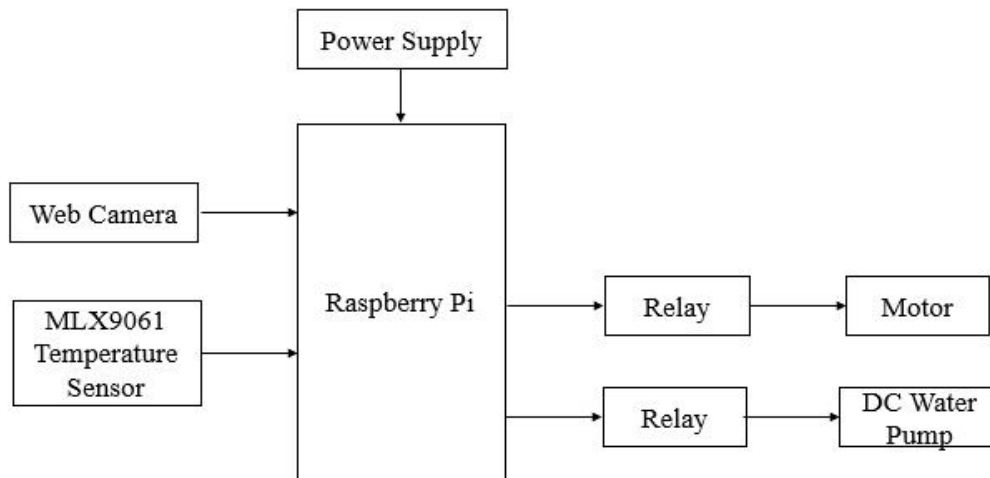 Power Supply
Web Camera
MLX9061
Temperature
Sensor
Raspberry Pi
Relay
Motor
Relay
DC Water
Pump